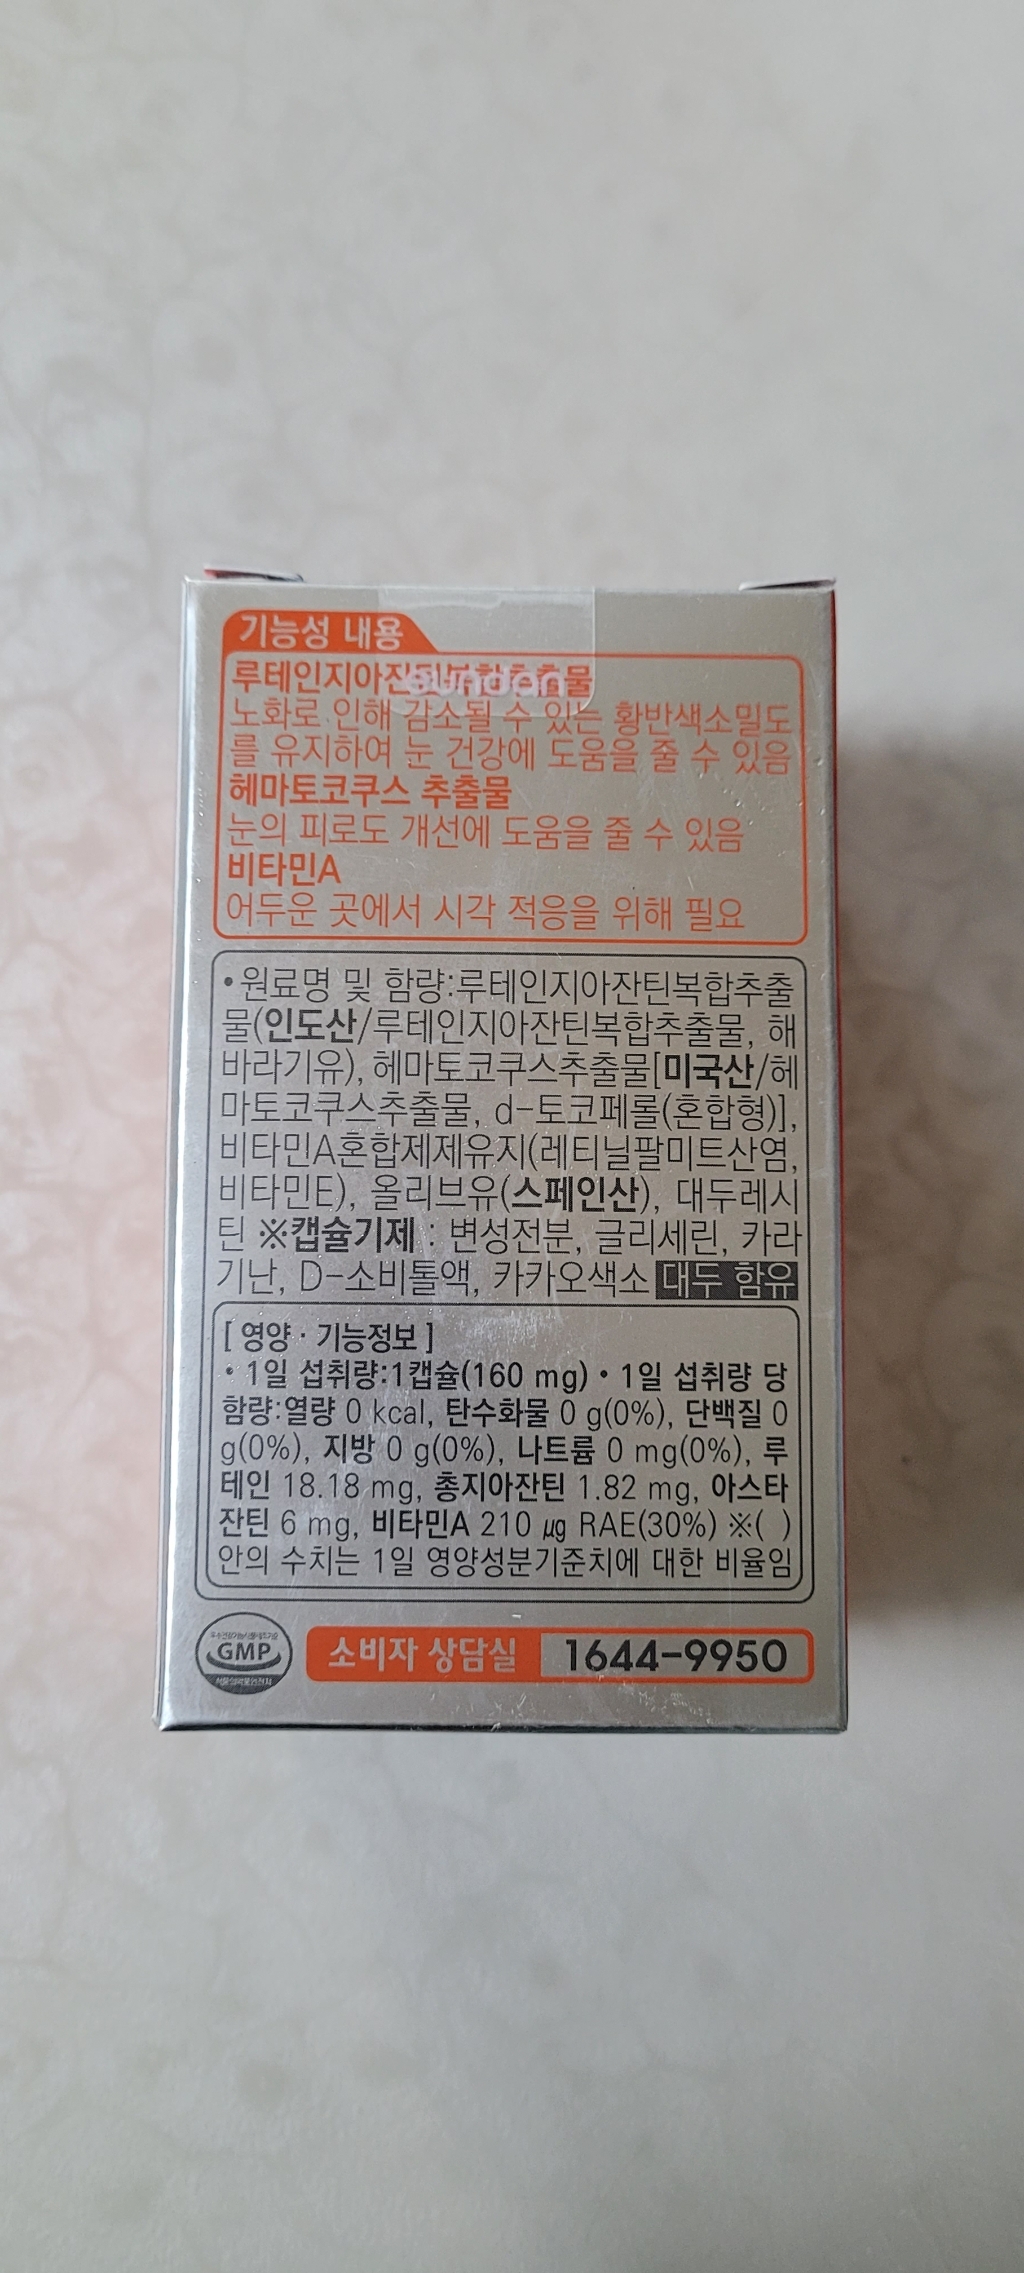 기능성 내용
루테인지아잔틴복합추출물
sundan
노화로 인해 감소될 수 있는 황반색소밀도
를 유지하여 눈 건강에 도움을 줄 수 있음
헤마토코쿠스 추출물
눈의 피로도 개선에 도움을 줄 수 있음
비타민A
어두운 곳에서 시각 적응을 위해 필요
•원료명 및 함량:루테인지아잔틴복합추출
물(인도산/루테인지아잔틴복합추출물, 해
바라기유), 헤마토코쿠스추출물[미국산/헤
마토코쿠스추출물, d-토코페롤(혼합형)],
비타민A혼합제제유지(레티닐팔미트산염,
비타민E), 올리브유(스페인산), 대두레시
틴 ※캡슐기제 : 변성전분, 글리세린, 카라
기난, D-소비톨액, 카카오색소 대두 함유
[ 영양 · 기능정보 ]
• 1일 섭취량:1캡슐(160 mg) • 1일 섭취량 당
함량:열량 0 kcal, 탄수화물 0 g(0%), 단백질 0
g(0%), 지방 0 g(0%), 나트륨 0 mg(0%), 루
테인 18.18 mg, 총지아잔틴 1.82 mg, 아스타
잔틴 6 mg, 비타민A 210 ㎍ RAE(30%) ※( )
안의 수치는 1일 영양성분기준치에 대한 비율임
GMP
소비자 상담실 1644-9950